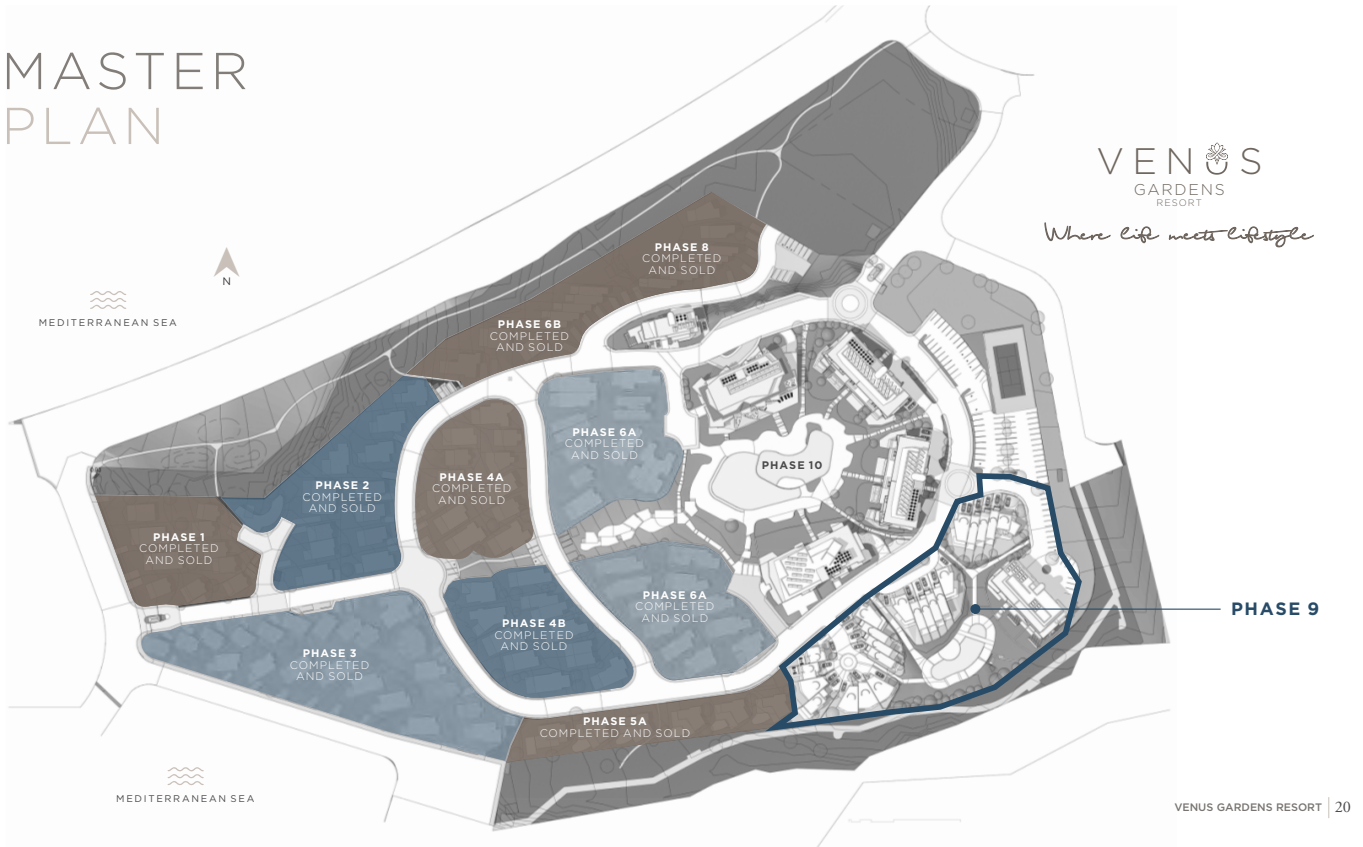 MASTER
PLAN
VENUS
GARDENS
RESORT
Where life meets lifestyle
N
MEDITERRANEAN SEA
PHASE 8
COMPLETED
AND SOLD
PHASE 6B
COMPLETED
AND SOLD
PHASE 6A
COMPLETED
AND SOLD
PHASE 10
PHASE 4A
COMPLETED
AND SOLD
PHASE 2
COMPLETED
AND SOLD
PHASE 1
COMPLETED
AND SOLD
PHASE 6A
COMPLETED
AND SOLD
PHASE 9
PHASE 4B
COMPLETED
AND SOLD
PHASE 3
COMPLETED
AND SOLD
PHASE 5A
COMPLETED AND SOLD
MEDITERRANEAN SEA
VENUS GARDENS RESORT 20